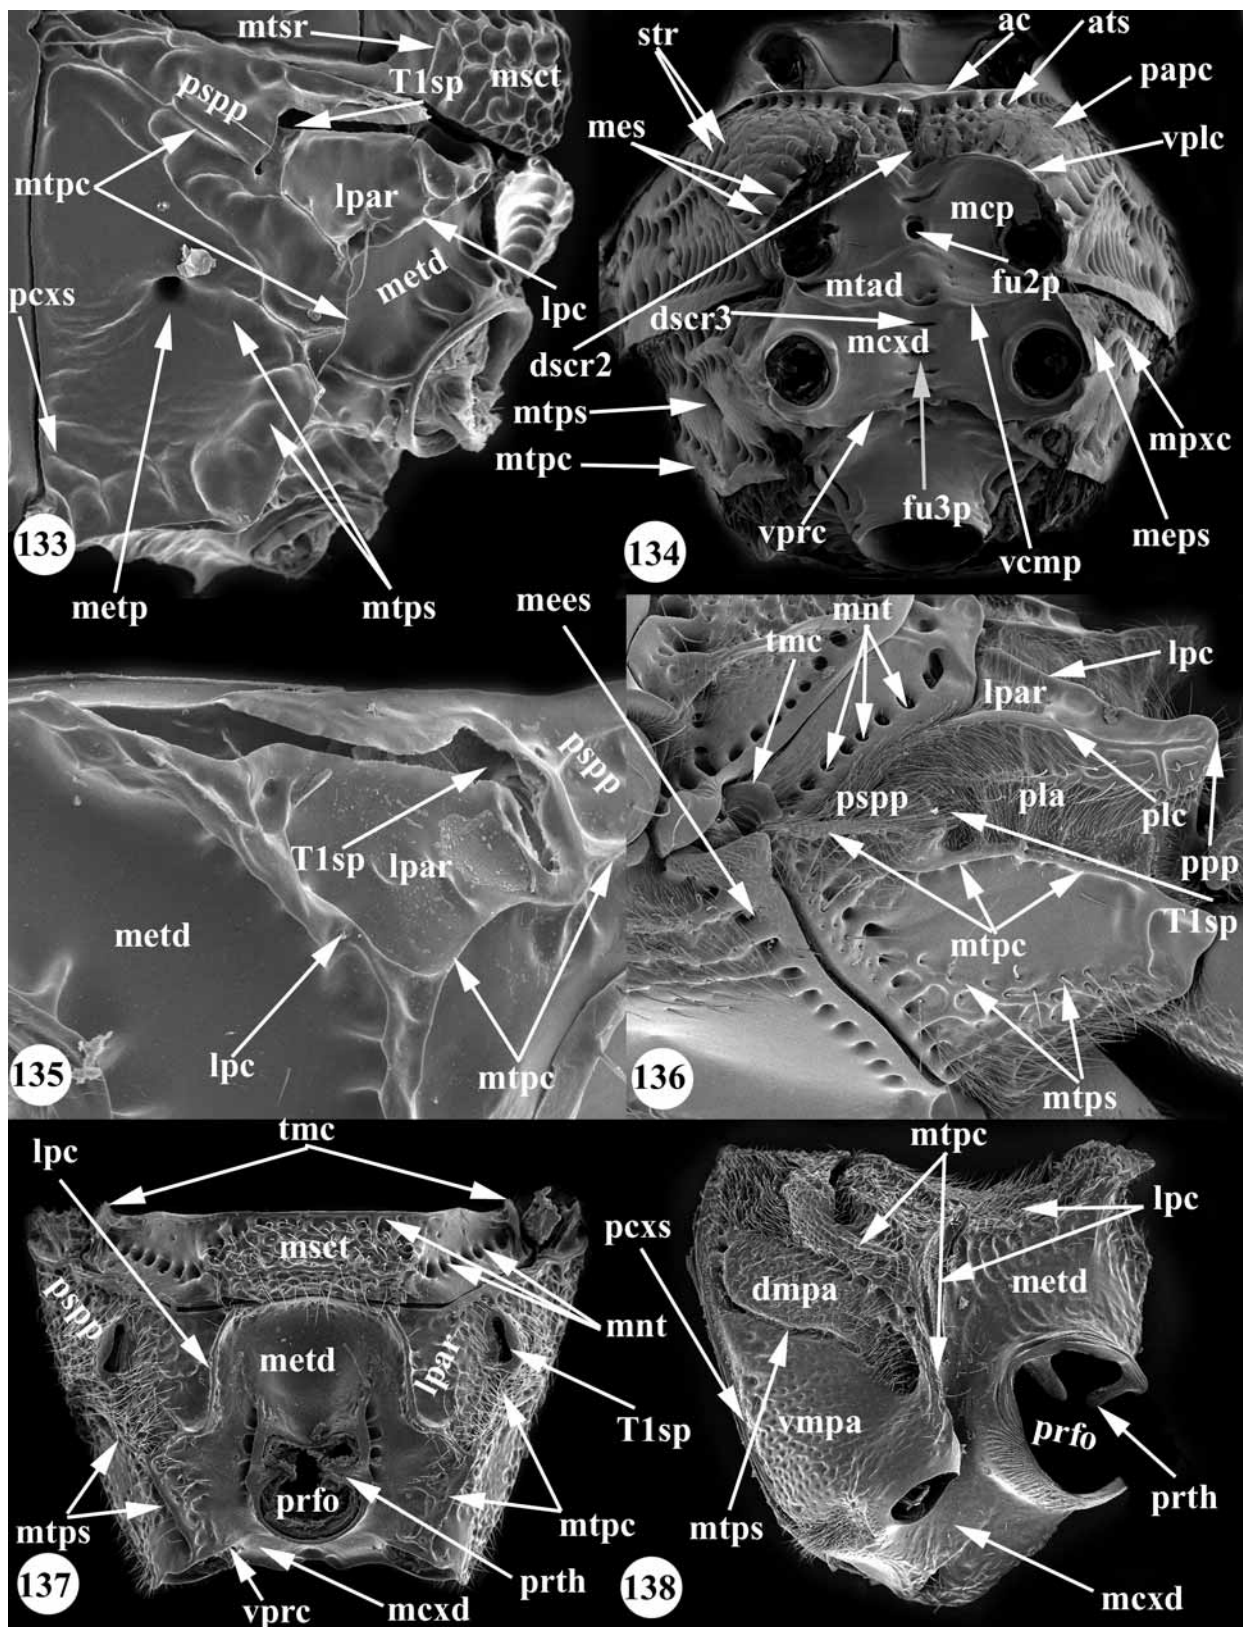 mtsr
T1sp
msct
pspp
mtpc
lpar
metd
lpc
pcxs
133
metp
mtps
str
ac
ats
papc
mes
vplc
mcp
fu2p
mtad
dscr3
mcxd
dscr2
mtps
mtpc
mpxc
vprc
fu3p
meps
134
vcmp
pspp
T1sp
lpar
metd
lpc
mtpc
135
mees
mnt
tmc
lpc
lpar
pspp
pla
plc
ppp
mtpc
T1sp
136
mtps
tmc
lpc
msct
pspp
mnt
metd
lpar
T1sp
prfo
mtps
mtpc
137
prth
vprc
mcxd
mtpc
lpc
pcxs
dmpa
metd
vmpa
prfo
prth
mtps
138
mcxd